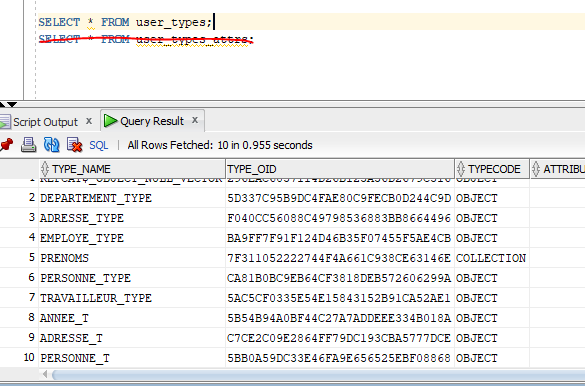 SELECT * FROM user_types;
SELECT * FROM user_types_attrs;
Script Output x Query Result x
SQL All Rows Fetched: 10 in 0.955 seconds
TYPE_NAME TYPE_OID TYPECODE ATTRIBU
1 OBJECT
2 DEPARTEMENT_TYPE 5D337C95B9DC4FAE80C9FECB0D244C9D OBJECT
3 ADRESSE_TYPE F040CC56088C49798536883BB8664496 OBJECT
4 EMPLOYE_TYPE BA9FF7F91F124D46B35F07455F5AE4CB OBJECT
5 PRENOMS 7F311052222744F4A661C938CE63146E COLLECTION
6 PERSONNE_TYPE CA81B0BC9EB64CF3818DEB572606299A OBJECT
7 TRAVAILLEUR_TYPE 5AC5CF0335E54E15843152B91CA52AE1 OBJECT
8 ANNEE_T 5B54B94A0BF44C27A7ADDEEE334B018A OBJECT
9 ADRESSE_T C7CE2C09E2864FF79DC193CBA5777DCE OBJECT
10 PERSONNE_T 5BB0A59DC33E46FA9E656525EBF08868 OBJECT